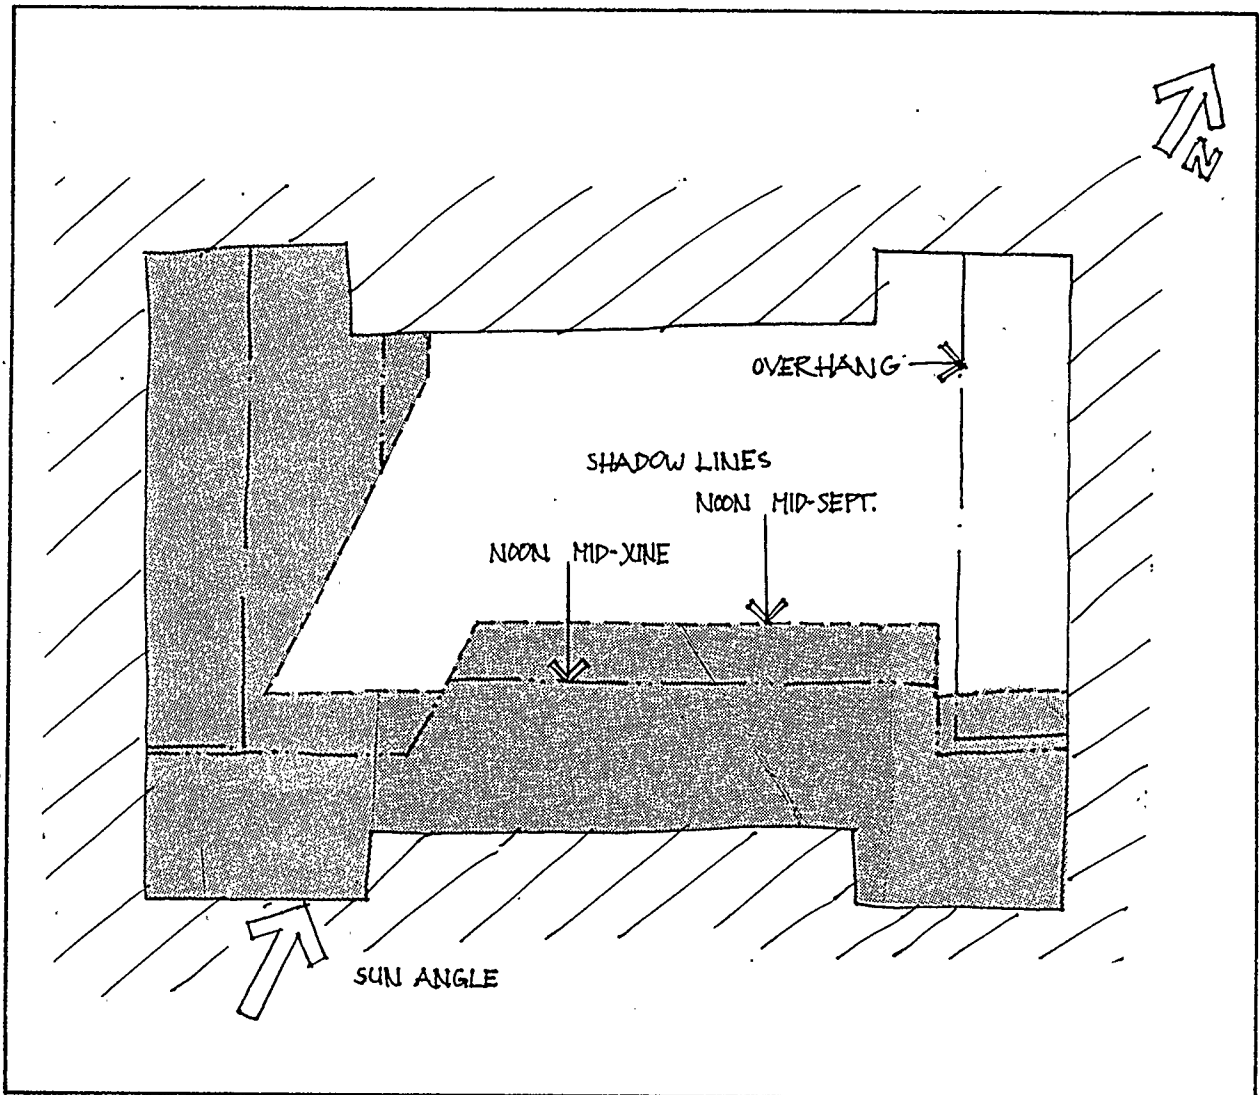 N
OVERHANG
SHADOW LINES
NOON MID-SEPT.
NOON MID-JUNE
SUN ANGLE